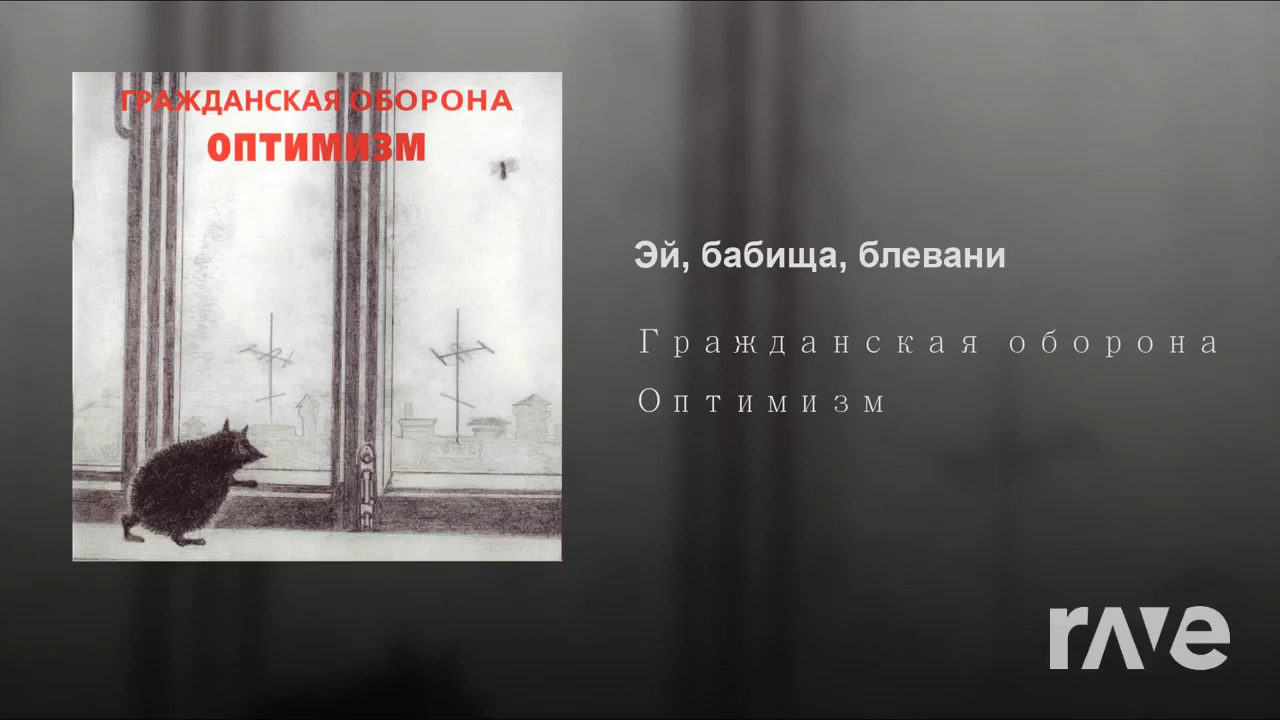 ГРАЖДАНСКАЯ ОБОРОНА
ОПТИМИЗМ
Эй, бабища, блевани
Гражданская оборона
Оптимизм
rave